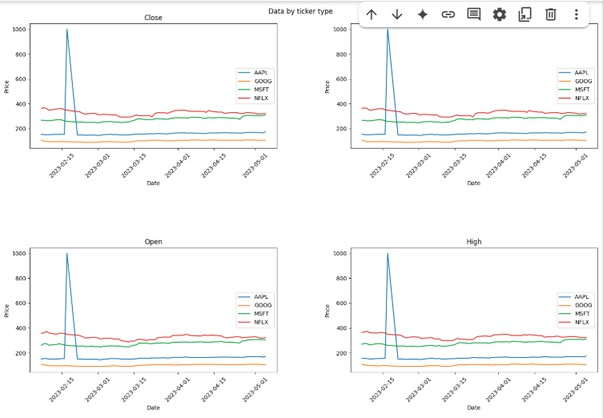 Data by ticker type
Close
1000
800
600
400
200
Price
AAPL
GOOG
MSFT
NFLX
2023-02-15
2023-03-01
2023-03-15
2023-04-01
2023-04-15
2023-05-01
Date
1000
800
600
400
200
Price
AAPL
GOOG
MSFT
NFLX
2023-02-15
2023-03-01
2023-03-15
2023-04-01
2023-04-15
2023-05-01
Date
Open
1000
800
600
400
200
Price
AAPL
GOOG
MSFT
NFLX
2023-02-15
2023-03-01
2023-03-15
2023-04-01
2023-04-15
2023-05-01
Date
High
1000
800
600
400
200
Price
AAPL
GOOG
MSFT
NFLX
2023-02-15
2023-03-01
2023-03-15
2023-04-01
2023-04-15
2023-05-01
Date